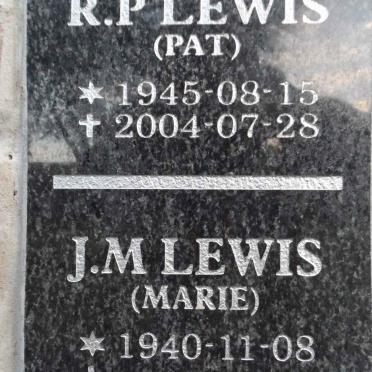 R.P LEWIS
(PAT)
* 1945-08-15
✝ 2004-07-28
J.M LEWIS
(MARIE)
* 1940-11-08